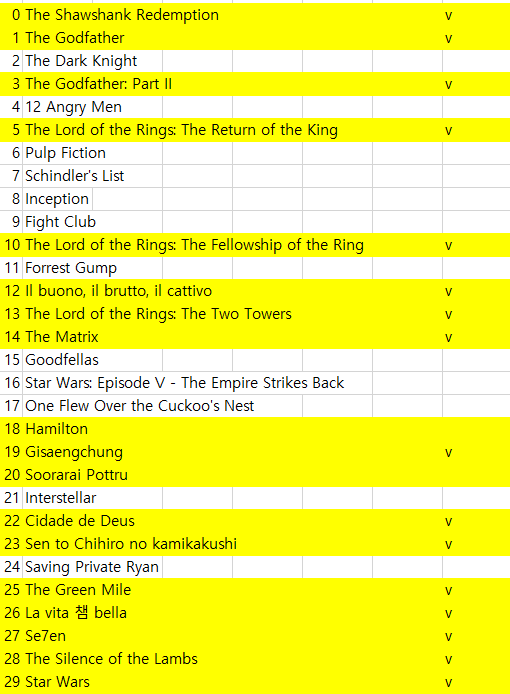 0 The Shawshank Redemption v
1 The Godfather v
2 The Dark Knight
3 The Godfather: Part II v
4 12 Angry Men
5 The Lord of the Rings: The Return of the King v
6 Pulp Fiction
7 Schindler's List
8 Inception
9 Fight Club
10 The Lord of the Rings: The Fellowship of the Ring v
11 Forrest Gump
12 Il buono, il brutto, il cattivo v
13 The Lord of the Rings: The Two Towers v
14 The Matrix v
15 Goodfellas
16 Star Wars: Episode V - The Empire Strikes Back
17 One Flew Over the Cuckoo's Nest
18 Hamilton
19 Gisaengchung v
20 Soorarai Pottru
21 Interstellar
22 Cidade de Deus v
23 Sen to Chihiro no kamikakushi v
24 Saving Private Ryan
25 The Green Mile v
26 La vita 챔 bella v
27 Se7en v
28 The Silence of the Lambs v
29 Star Wars v